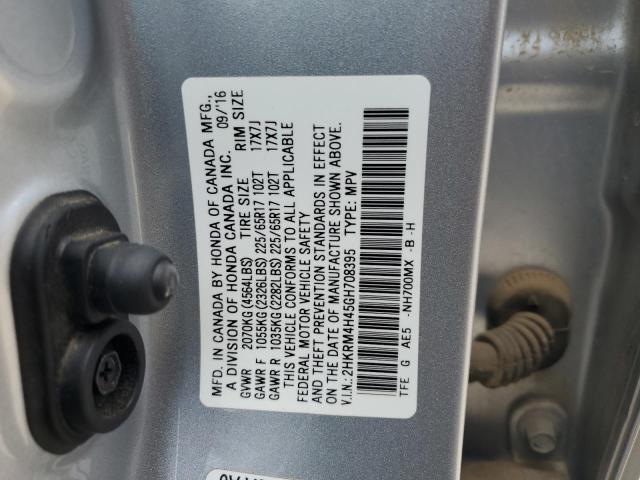 MFD. IN CANADA BY HONDA OF CANADA MFG.,
A DIVISION OF HONDA CANADA INC. 09/16
GVWR 2070KG(4564LBS) TIRE SIZE RIM SIZE
GAWR F 1055KG(2326LBS) 225/65R17 102T 17X7J
GAWR R 1035KG(2282LBS) 225/65R17 102T 17X7J
THIS VEHICLE CONFORMS TO ALL APPLICABLE
FEDERAL MOTOR VEHICLE SAFETY
AND THEFT PREVENTION STANDARDS IN EFFECT
ON THE DATE OF MANUFACTURE SHOWN ABOVE.
V.I.N.: 2HKRM4H45GH708395 TYPE: MPV
TFE G AE5 -NH700MX -B -H